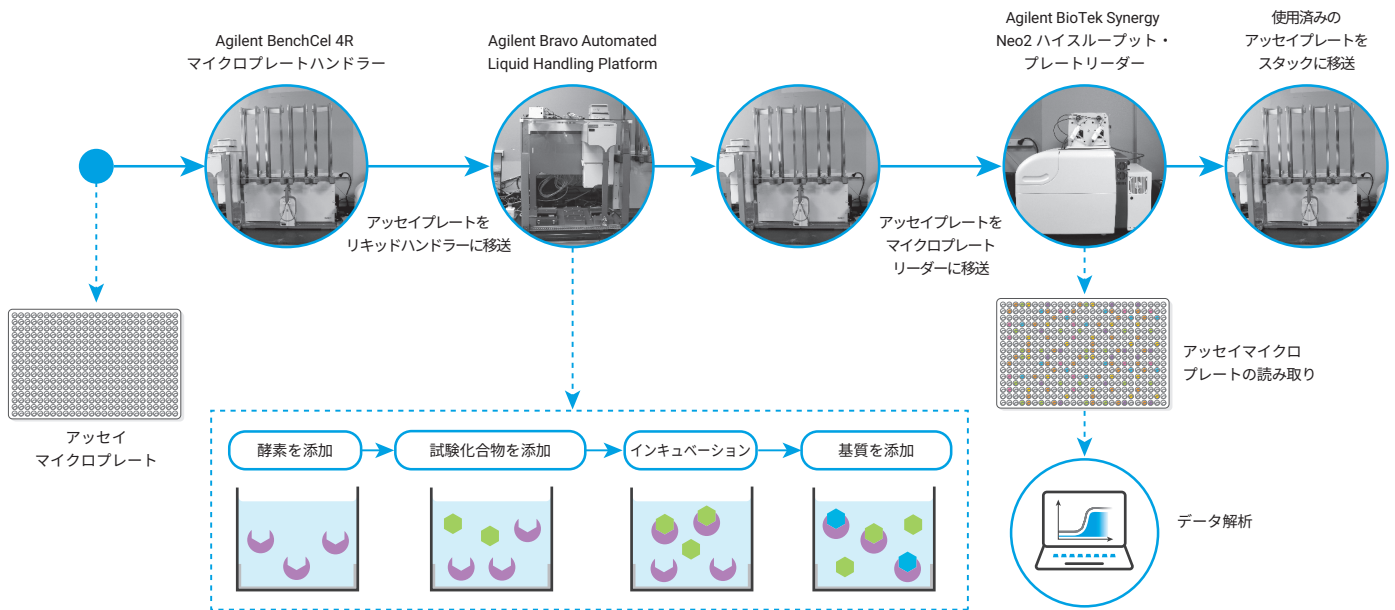 Agilent BenchCel 4R
マイクロプレートハンドラー
Agilent Bravo Automated
Liquid Handling Platform
Agilent BioTek Synergy
Neo2 ハイスループット・
プレートリーダー
使用済みの
アッセイプレートを
スタックに移送
アッセイプレートを
リキッドハンドラーに移送
アッセイプレートを
マイクロプレート
リーダーに移送
アッセイ
マイクロプレート
アッセイマイクロ
プレートの読み取り
酵素を添加
試験化合物を添加
インキュベーション
基質を添加
データ解析